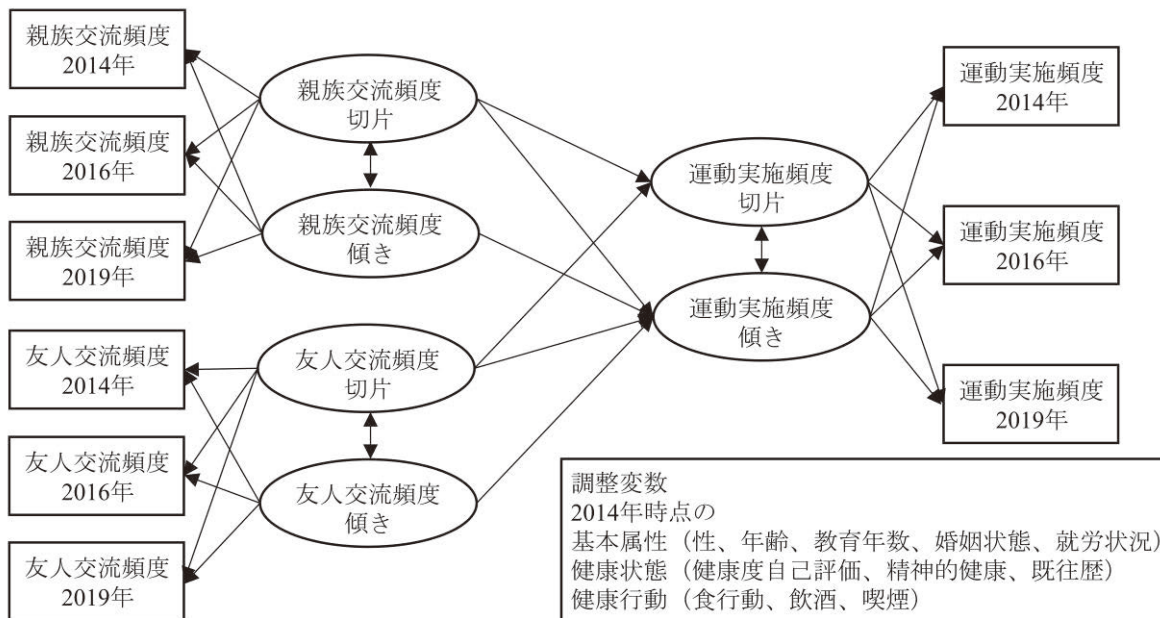 親族交流頻度
2014年
親族交流頻度
2016年
親族交流頻度
2019年
友人交流頻度
2014年
友人交流頻度
2016年
友人交流頻度
2019年
親族交流頻度
切片
親族交流頻度
傾き
友人交流頻度
切片
友人交流頻度
傾き
運動実施頻度
切片
運動実施頻度
傾き
運動実施頻度
2014年
運動実施頻度
2016年
運動実施頻度
2019年
調整変数
2014年時点の
基本属性（性、年齢、教育年数、婚姻状態、就労状況）
健康状態（健康度自己評価、精神的健康、既往歴）
健康行動（食行動、飲酒、喫煙）